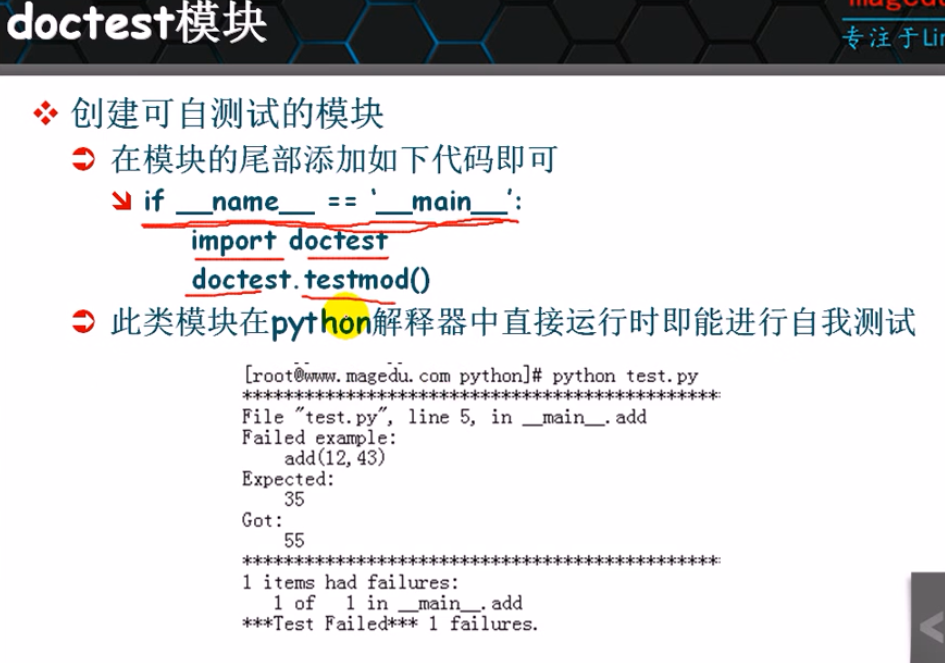 doctest模块
专注于Lin
创建可自测试的模块
在模块的尾部添加如下代码即可
if __name__ == ‘__main__’:
import doctest
doctest.testmod()
此类模块在python解释器中直接运行时即能进行自我测试
[root@www.magedu.com python]# python test.py
**********************************************
File "test.py", line 5, in __main__.add
Failed example:
add(12,43)
Expected:
35
Got:
55
**********************************************
1 items had failures:
1 of 1 in __main__.add
***Test Failed*** 1 failures.